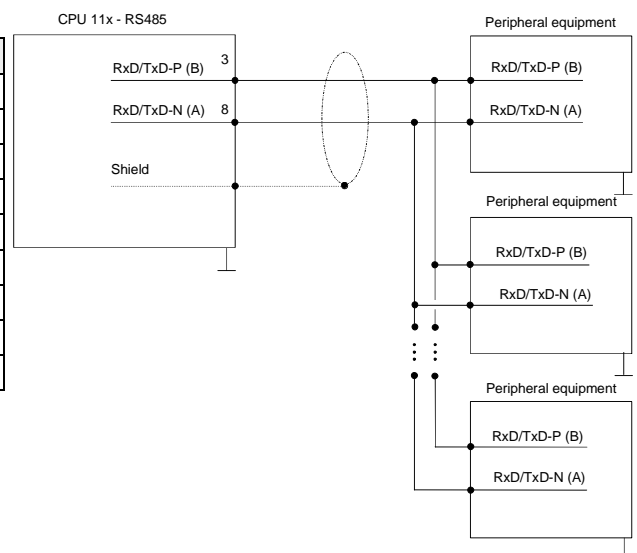 CPU 11x - RS485
RxD/TxD-P (B) 3
RxD/TxD-N (A) 8
Shield
Peripheral equipment
RxD/TxD-P (B)
RxD/TxD-N (A)
Peripheral equipment
RxD/TxD-P (B)
RxD/TxD-N (A)
Peripheral equipment
RxD/TxD-P (B)
RxD/TxD-N (A)